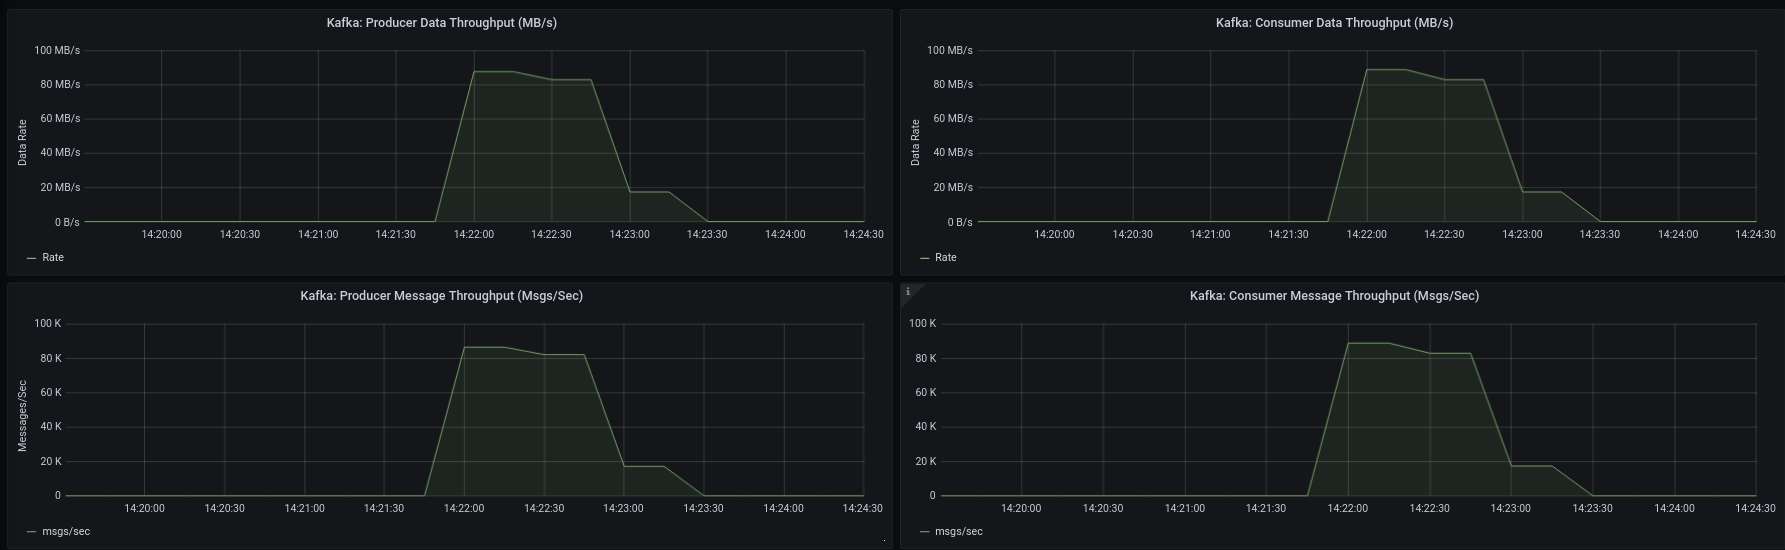 Kafka: Producer Data Throughput (MB/s)
100 MB/s
80 MB/s
60 MB/s
40 MB/s
20 MB/s
0 B/s
Data Rate
14:20:00 14:20:30 14:21:00 14:21:30 14:22:00 14:22:30 14:23:00 14:23:30 14:24:00 14:24:30
Rate
Kafka: Consumer Data Throughput (MB/s)
100 MB/s
80 MB/s
60 MB/s
40 MB/s
20 MB/s
0 B/s
Data Rate
14:20:00 14:20:30 14:21:00 14:21:30 14:22:00 14:22:30 14:23:00 14:23:30 14:24:00 14:24:30
Rate
Kafka: Producer Message Throughput (Msgs/Sec)
100 K
80 K
60 K
40 K
20 K
0
Messages/Sec
14:20:00 14:20:30 14:21:00 14:21:30 14:22:00 14:22:30 14:23:00 14:23:30 14:24:00 14:24:30
msgs/sec
i
Kafka: Consumer Message Throughput (Msgs/Sec)
100 K
80 K
60 K
40 K
20 K
0
14:20:00 14:20:30 14:21:00 14:21:30 14:22:00 14:22:30 14:23:00 14:23:30 14:24:00 14:24:30
msgs/sec